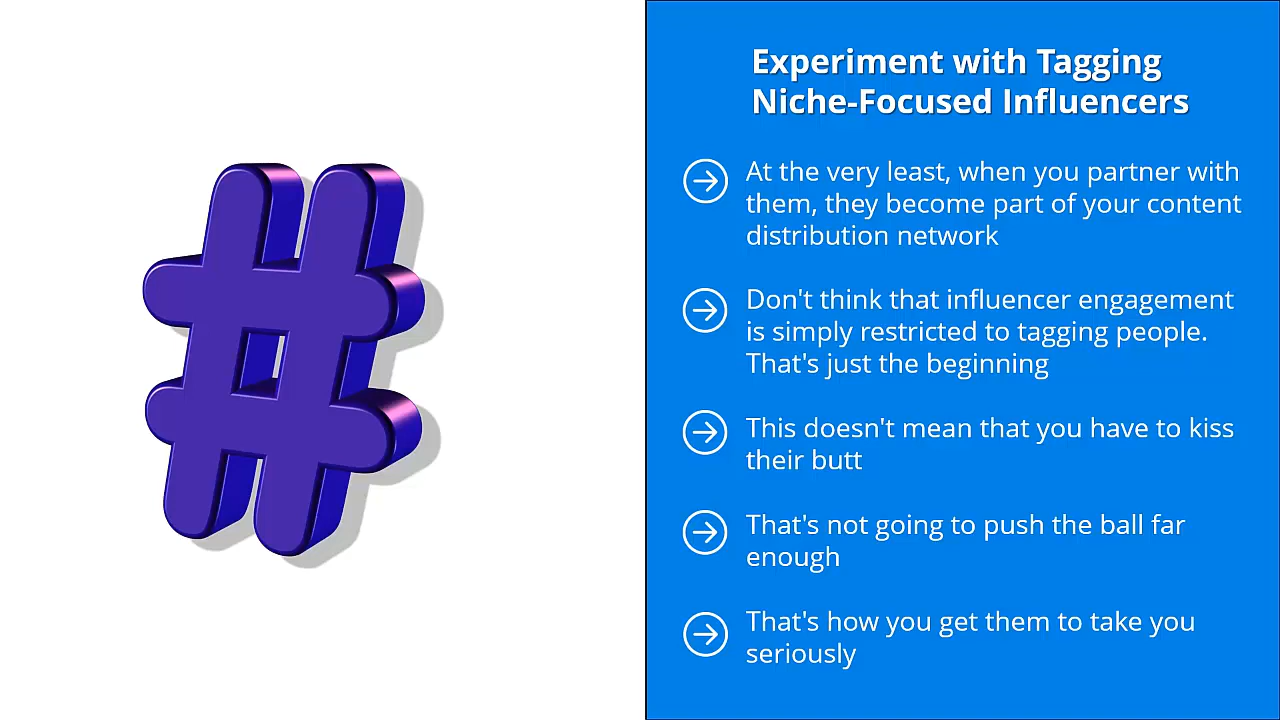 Experiment with Tagging
Niche-Focused Influencers
At the very least, when you partner with
them, they become part of your content
distribution network
Don't think that influencer engagement
is simply restricted to tagging people.
That's just the beginning
This doesn't mean that you have to kiss
their butt
That's not going to push the ball far
enough
That's how you get them to take you
seriously